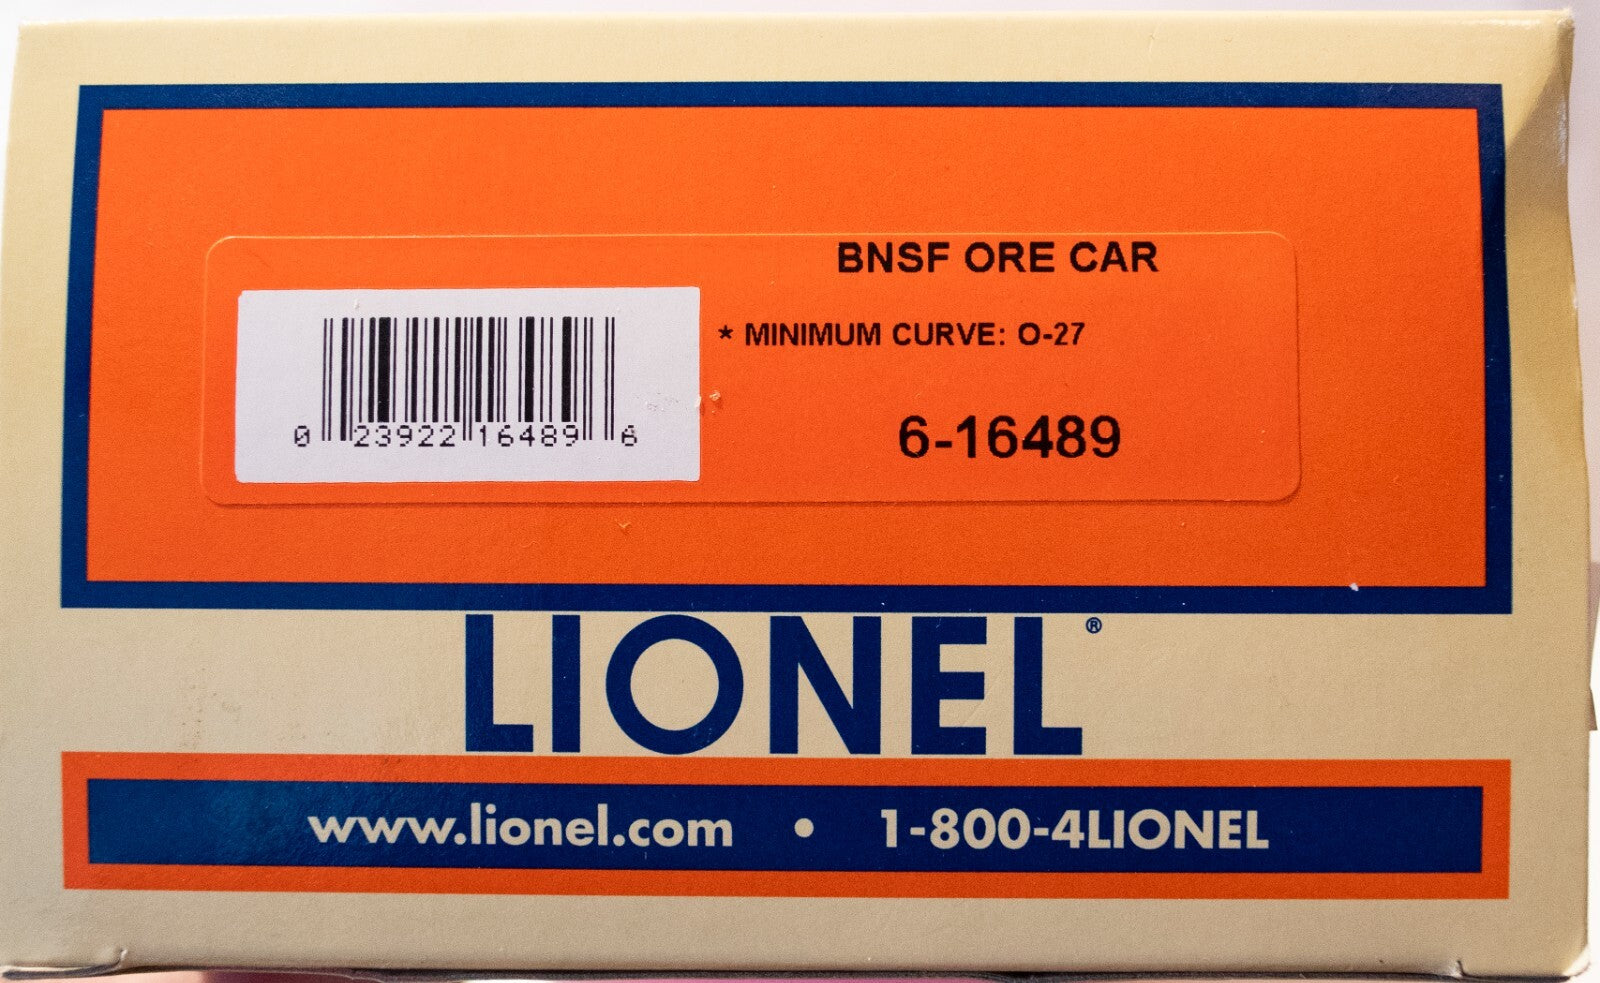 BNSF ORE CAR
* MINIMUM CURVE: O-27
6-16489
0 23922 16489 6
LIONEL®
www.lionel.com • 1-800-4LIONEL